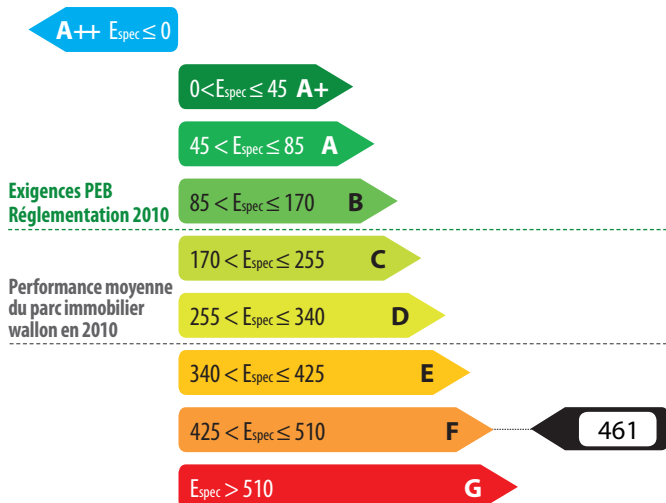 A++ Espec ≤ 0
0 < Espec ≤ 45 A+
45 < Espec ≤ 85 A
Exigences PEB
Réglementation 2010
85 < Espec ≤ 170 B
170 < Espec ≤ 255 C
Performance moyenne
du parc immobilier
wallon en 2010
255 < Espec ≤ 340 D
340 < Espec ≤ 425 E
425 < Espec ≤ 510 F 461
Espec > 510 G